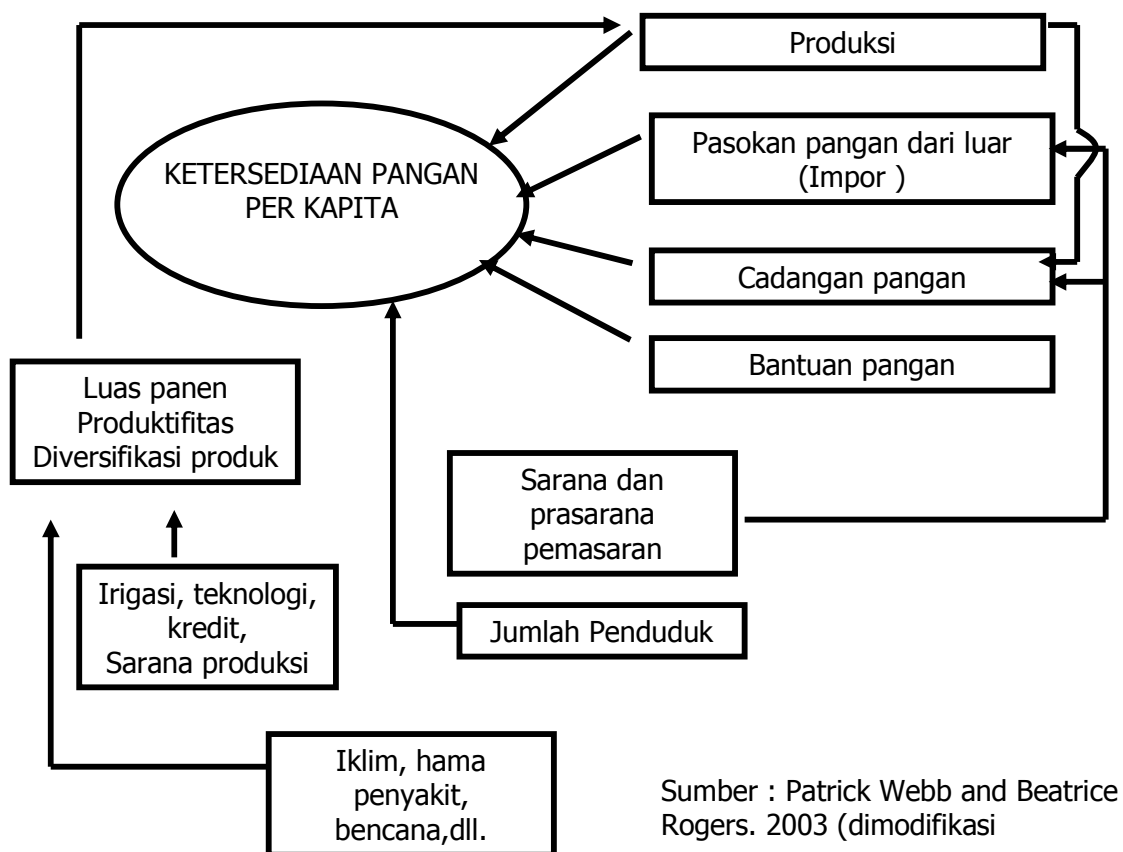 Produksi
Pasokan pangan dari luar
(Impor )
KETERSEDIAAN PANGAN
PER KAPITA
Cadangan pangan
Bantuan pangan
Luas panen
Produktifitas
Diversifikasi produk
Sarana dan
prasarana
pemasaran
Irigasi, teknologi,
kredit,
Sarana produksi
Jumlah Penduduk
Iklim, hama
penyakit,
bencana,dll.
Sumber : Patrick Webb and Beatrice
Rogers. 2003 (dimodifikasi